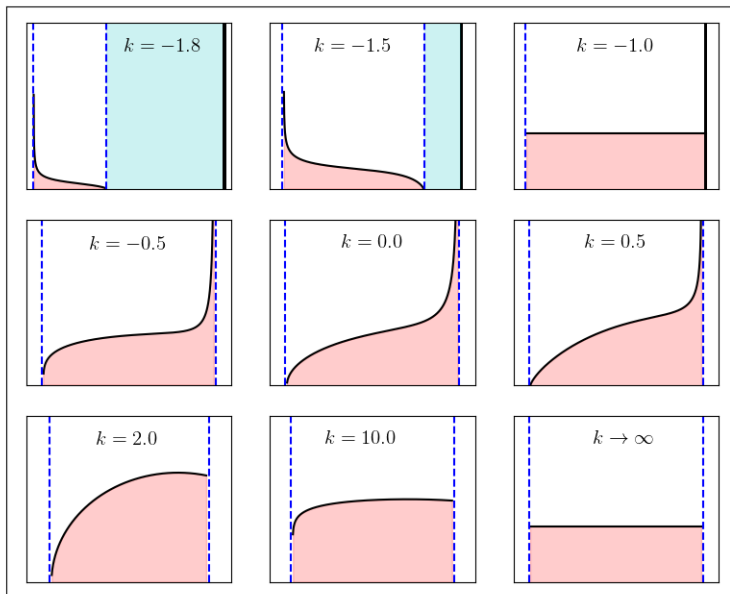 k = −1.8
k = −1.5
k = −1.0
k = −0.5
k = 0.0
k = 0.5
k = 2.0
k = 10.0
k → ∞